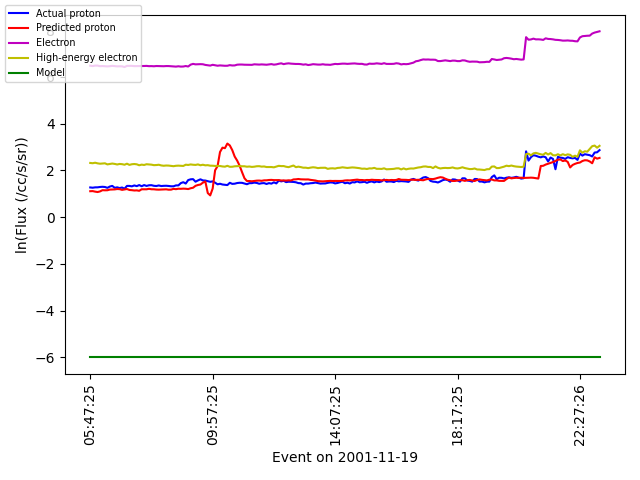 Actual proton
Predicted proton
Electron
High-energy electron
Model
8
6
4
2
0
−2
−4
−6
ln(Flux (/cc/s/sr))
05:47:25
09:57:25
14:07:25
18:17:25
22:27:26
Event on 2001-11-19